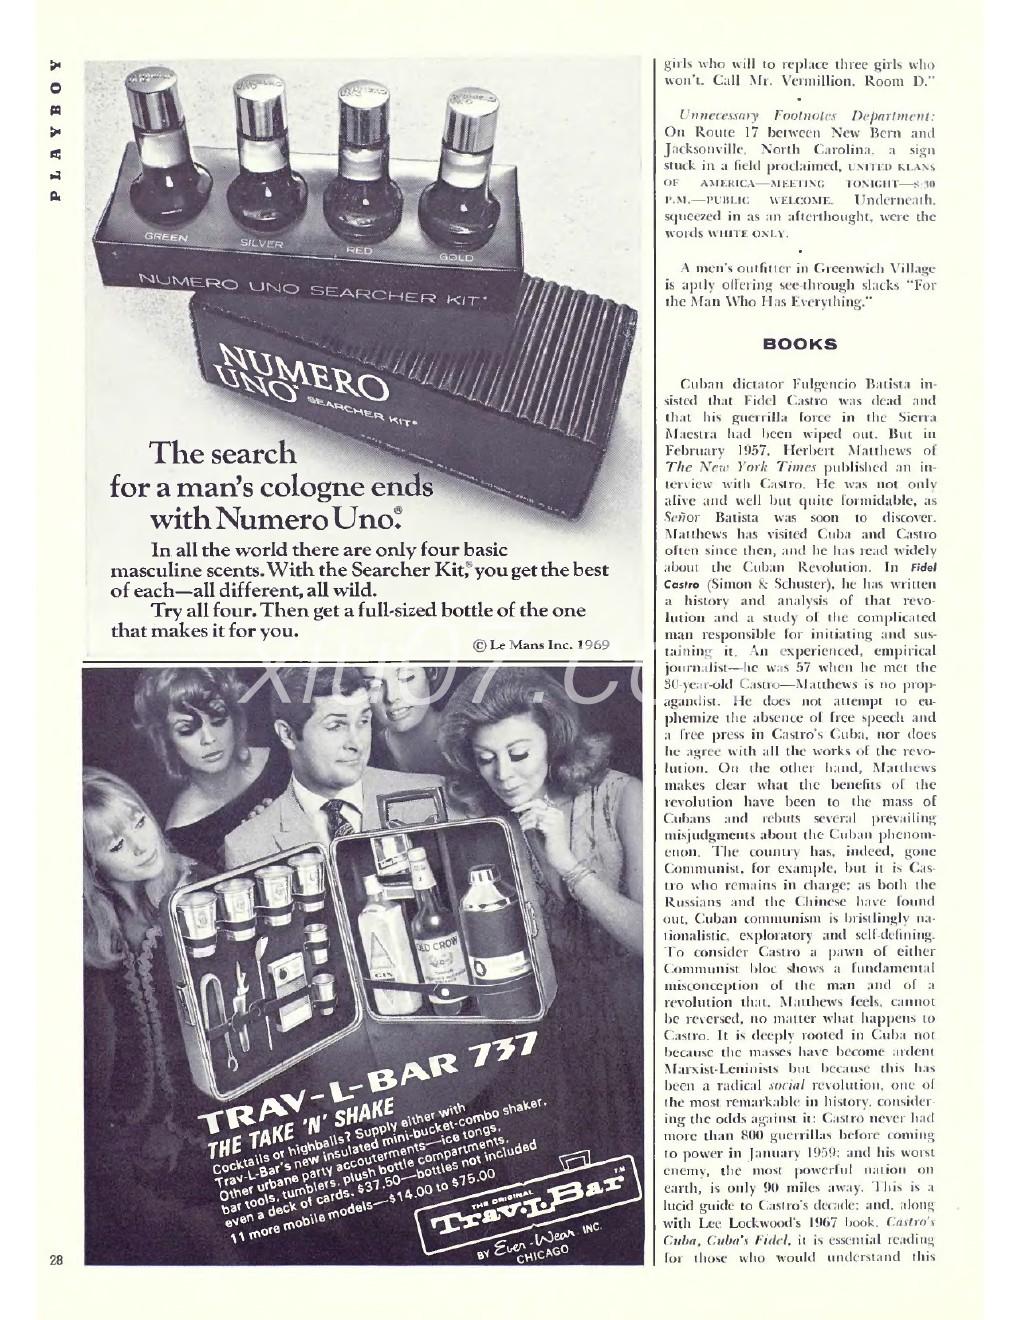 PLAYBOY
GREEN
SILVER
RED
GOLD
NUMERO UNO SEARCHER KIT®
NUMERO
UNO®
SEARCHER KIT®
The search
for a man's cologne ends
with Numero Uno.®
In all the world there are only four basic
masculine scents. With the Searcher Kit,® you get the best
of each—all different, all wild.
Try all four. Then get a full-sized bottle of the one
that makes it for you.
© Le Mans Inc. 1969
GIN
OLD CROW
TRAV-L-BAR 737
THE TAKE 'N' SHAKE
Cocktails or highballs? Supply either with
Trav-L-Bar's new insulated mini-bucket-combo shaker.
Other urbane party accouterments—ice tongs,
bar tools, tumblers, plush bottle compartments,
even a deck of cards. $37.50—bottles not included
11 more mobile models—$14.00 to $75.00
THE ORIGINAL
Trav-L-Bar™
BY Ever-Wear INC.
CHICAGO
28
girls who will to replace three girls who
won't. Call Mr. Vermillion, Room D."
•
Unnecessary Footnotes Department:
On Route 17 between New Bern and
Jacksonville, North Carolina, a sign
stuck in a field proclaimed, UNITED KLANS
OF AMERICA—MEETING TONIGHT—8:30
P.M.—PUBLIC WELCOME. Underneath,
squeezed in as an afterthought, were the
words WHITE ONLY.
•
A men's outfitter in Greenwich Village
is aptly offering see-through slacks "For
the Man Who Has Everything."
BOOKS
Cuban dictator Fulgencio Batista in-
sisted that Fidel Castro was dead and
that his guerrilla force in the Sierra
Maestra had been wiped out. But in
February 1957, Herbert Matthews of
The New York Times published an in-
terview with Castro. He was not only
alive and well but quite formidable, as
Señor Batista was soon to discover.
Matthews has visited Cuba and Castro
often since then, and he has read widely
about the Cuban Revolution. In Fidel
Castro (Simon & Schuster), he has written
a history and analysis of that revo-
lution and a study of the complicated
man responsible for initiating and sus-
taining it. An experienced, empirical
journalist—he was 57 when he met the
30-year-old Castro—Matthews is no prop-
agandist. He does not attempt to eu-
phemize the absence of free speech and
a free press in Castro's Cuba, nor does
he agree with all the works of the revo-
lution. On the other hand, Matthews
makes clear what the benefits of the
revolution have been to the mass of
Cubans and rebuts several prevailing
misjudgments about the Cuban phenom-
enon. The country has, indeed, gone
Communist, for example, but it is Cas-
tro who remains in charge; as both the
Russians and the Chinese have found
out, Cuban communism is bristlingly na-
tionalistic, exploratory and self-defining.
To consider Castro a pawn of either
Communist bloc shows a fundamental
misconception of the man and of a
revolution that, Matthews feels, cannot
be reversed, no matter what happens to
Castro. It is deeply rooted in Cuba not
because the masses have become ardent
Marxist-Leninists but because this has
been a radical social revolution, one of
the most remarkable in history, consider-
ing the odds against it: Castro never had
more than 800 guerrillas before coming
to power in January 1959; and his worst
enemy, the most powerful nation on
earth, is only 90 miles away. This is a
lucid guide to Castro's decade; and, along
with Lee Lockwood's 1967 book, Castro's
Cuba, Cuba's Fidel, it is essential reading
for those who would understand this